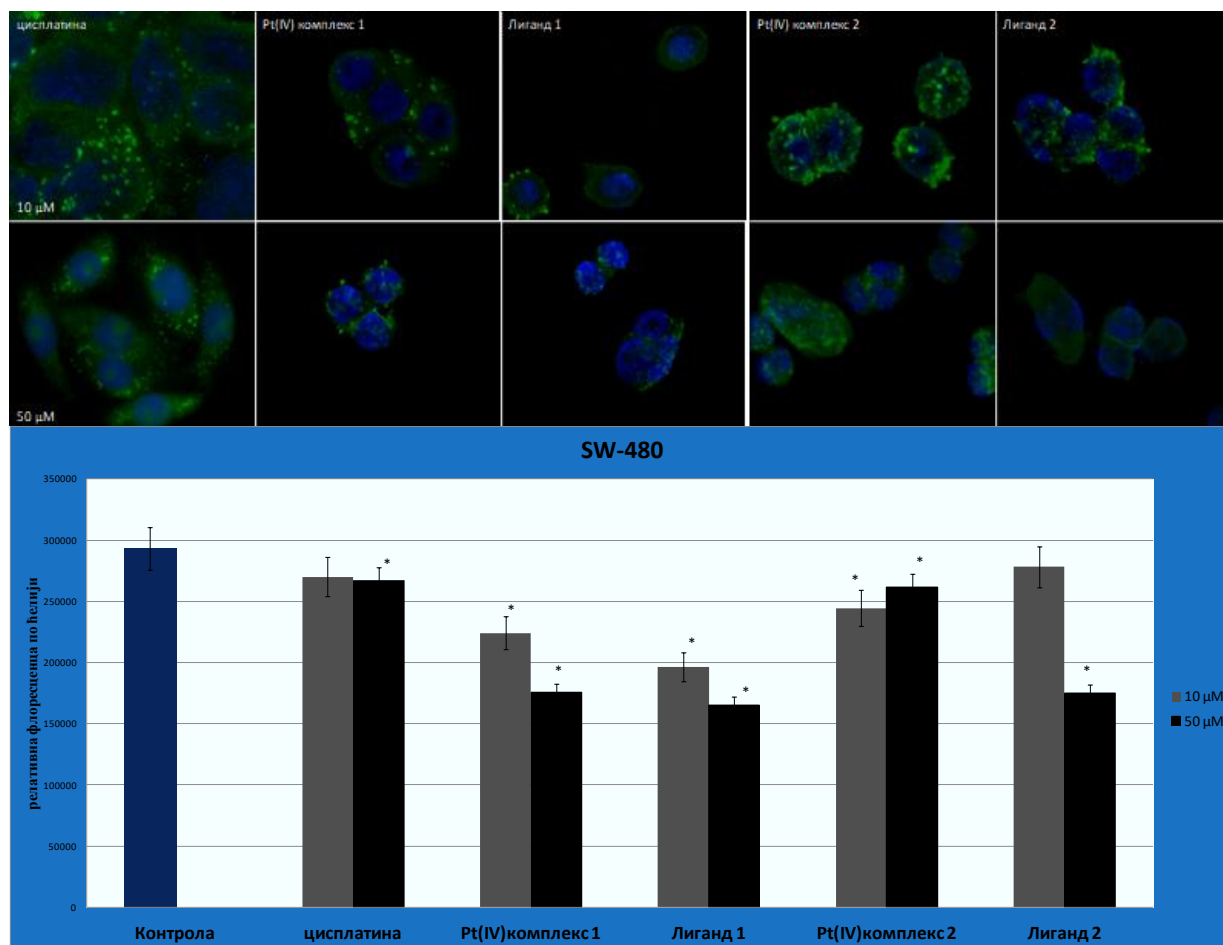 цисплатина
Pt(IV) комплекс 1
Лиганд 1
Pt(IV) комплекс 2
Лиганд 2
10 μM
50 μM
SW-480
релативна флоресценца по ћелији
350000
300000
250000
200000
150000
100000
50000
0
*
*
*
*
*
*
*
*
10 μM
50 μM
Контрола
цисплатина
Pt(IV)комплекс 1
Лиганд 1
Pt(IV)комплекс 2
Лиганд 2